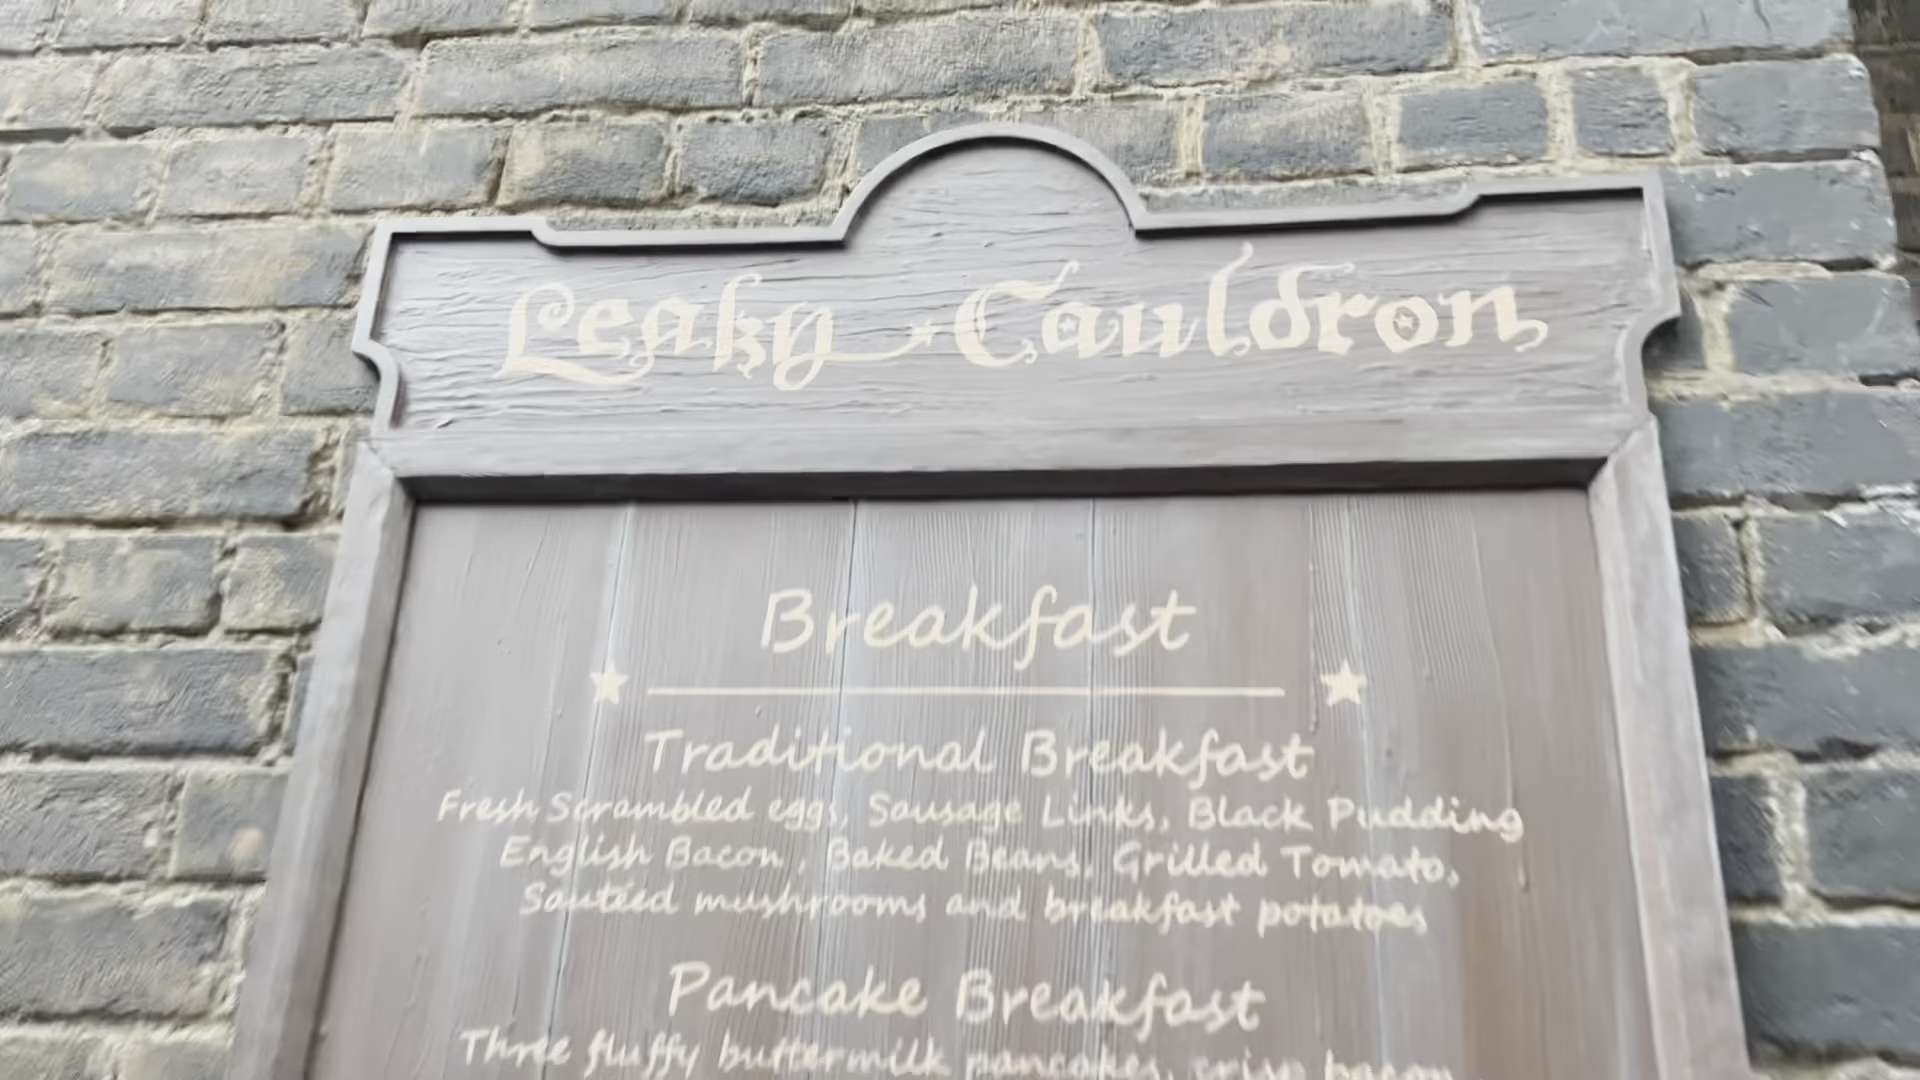 Leaky Cauldron
Breakfast
Traditional Breakfast
Fresh Scrambled eggs, Sausage Links, Black Pudding
English Bacon, Baked Beans, Grilled Tomato,
Sautéed mushrooms and breakfast potatoes
Pancake Breakfast
Three fluffy buttermilk pancakes, crisp bacon